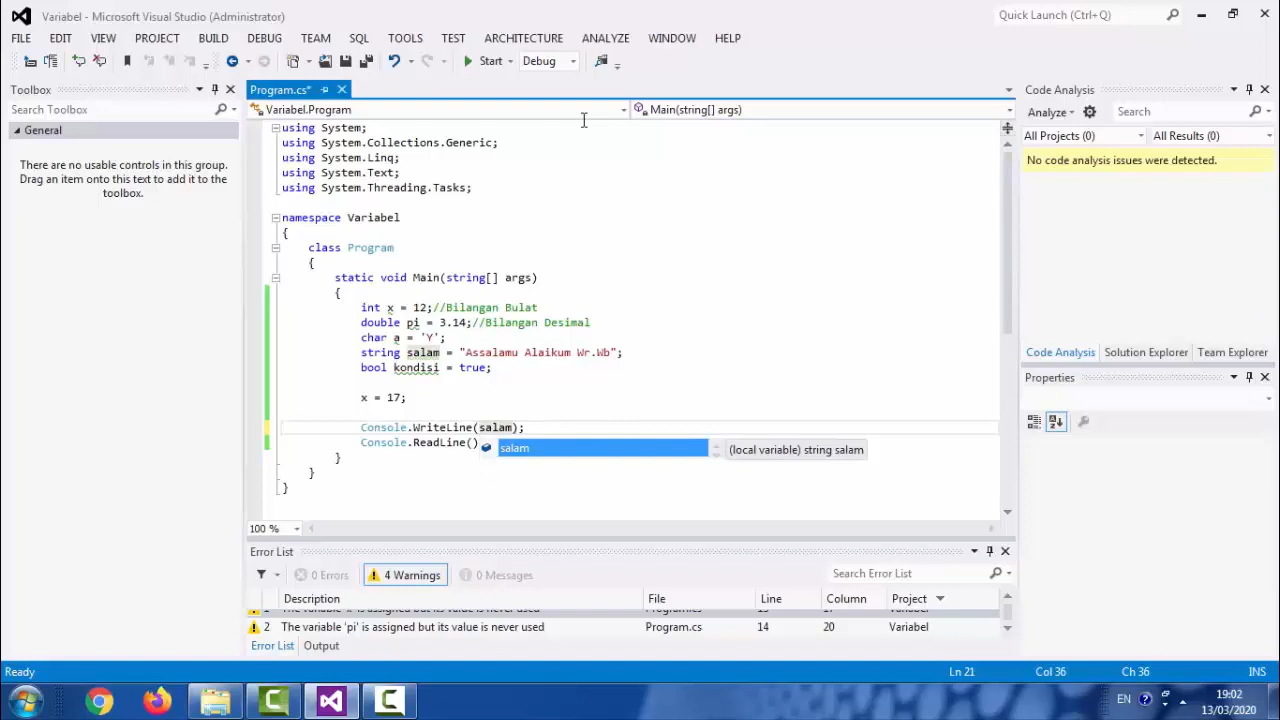 Variabel - Microsoft Visual Studio (Administrator)
Quick Launch (Ctrl+Q)
FILE EDIT VIEW PROJECT BUILD DEBUG TEAM SQL TOOLS TEST ARCHITECTURE ANALYZE WINDOW HELP
Start Debug
Toolbox
Search Toolbox
General
There are no usable controls in this group.
Drag an item onto this text to add it to the
toolbox.
Program.cs*
Variabel.Program
Main(string[] args)
using System;
using System.Collections.Generic;
using System.Linq;
using System.Text;
using System.Threading.Tasks;
namespace Variabel
{
class Program
{
static void Main(string[] args)
{
int x = 12;//Bilangan Bulat
double pi = 3.14;//Bilangan Desimal
char a = 'Y';
string salam = "Assalamu Alaikum Wr.Wb";
bool kondisi = true;
x = 17;
Console.WriteLine(salam);
Console.ReadLine()
salam
(local variable) string salam
}
}
}
100 %
Code Analysis
Analyze
Search
All Projects (0)
All Results (0)
No code analysis issues were detected.
Code Analysis Solution Explorer Team Explorer
Properties
Error List
0 Errors
4 Warnings
0 Messages
Search Error List
Description File Line Column Project
2 The variable 'pi' is assigned but its value is never used Program.cs 14 20 Variabel
Error List Output
Ready
Ln 21 Col 36 Ch 36 INS
EN
19:02
13/03/2020